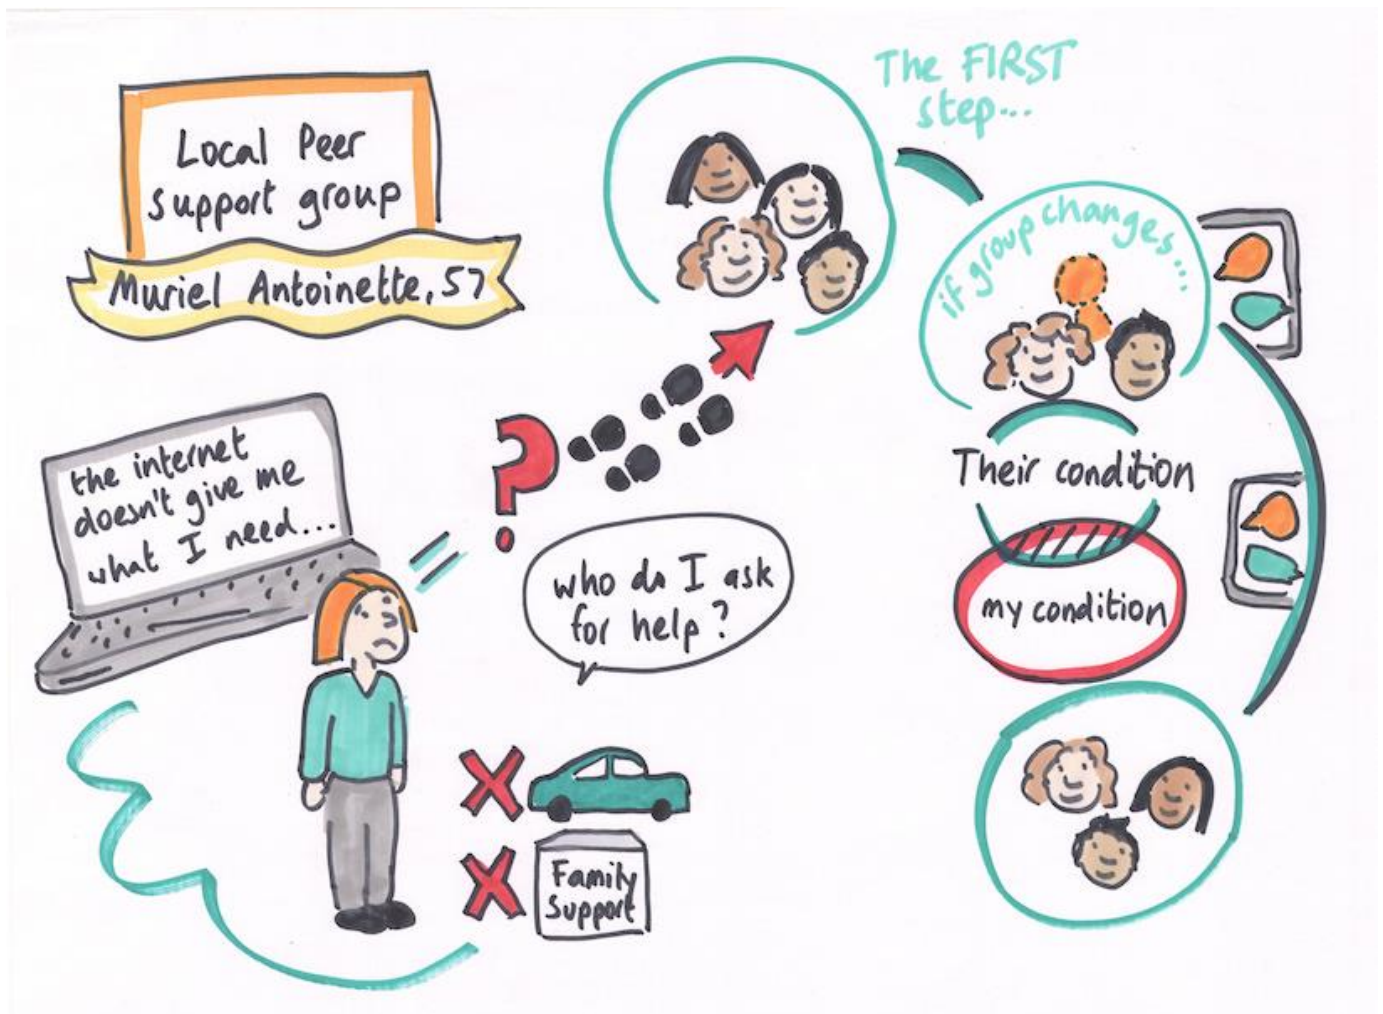 Local Peer
support group
Muriel Antoinette, 57
the internet
doesn't give me
what I need...
?
who do I ask
for help?
Family
Support
The FIRST
step...
if group changes...
Their condition
my condition